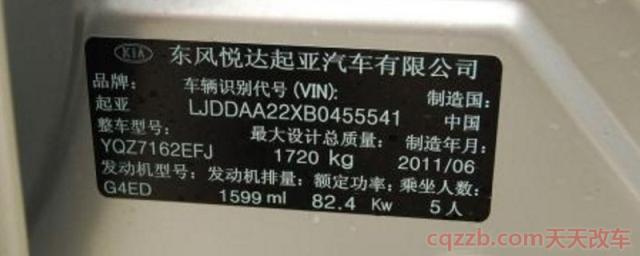 KIA 东风悦达起亚汽车有限公司
品牌: 车辆识别代号(VIN): 制造国:
起亚 LJDDAA22XB0455541 中国
整车型号: 最大设计总质量: 制造年月:
YQZ7162EFJ 1720 kg 2011/06
发动机型号: 发动机排量: 额定功率: 乘坐人数:
G4ED 1599 ml 82.4 Kw 5人
cqzzb.com天天改车